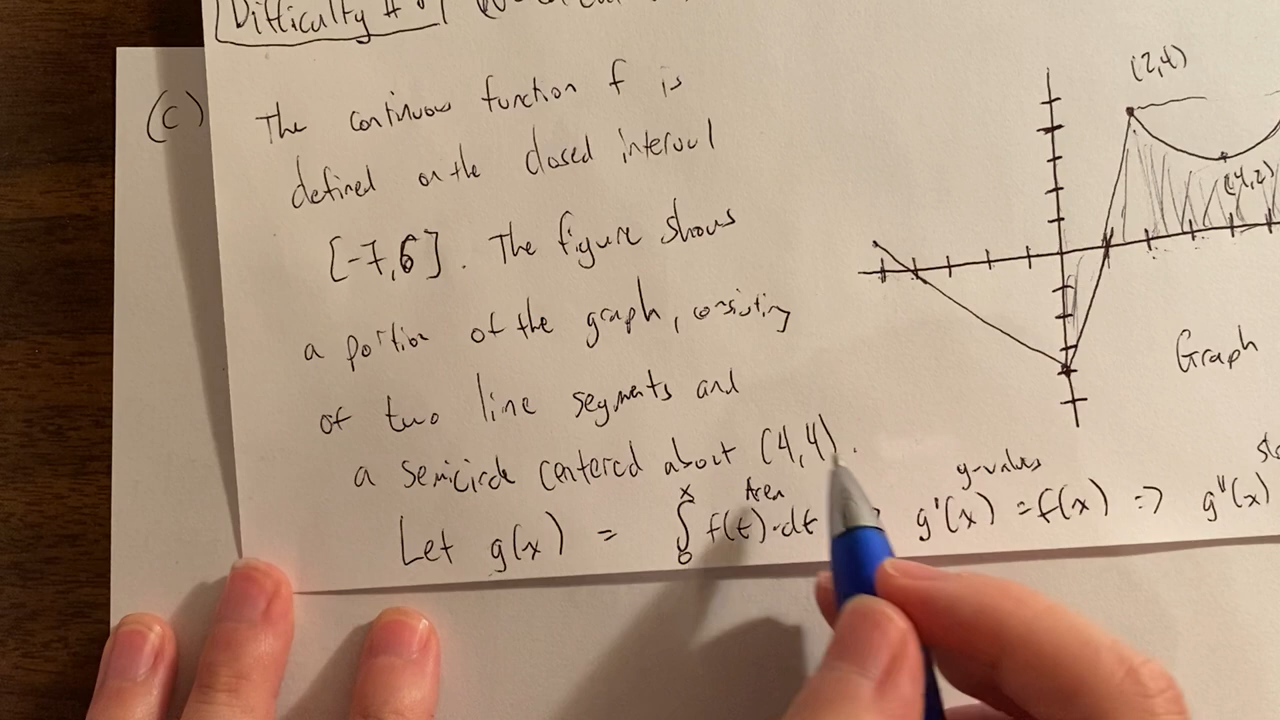 Difficulty #
(c)
The continuous function f is
defined on the closed interval
[-7,6]. The figure shows
a portion of the graph, consisting
of two line segments and
a semicircle centered about (4,4).
Let g(x) = ∫₀ˣ f(t)·dt g'(x) = f(x) => g''(x)
Area
y-values
(2,4)
(4,2)
Graph